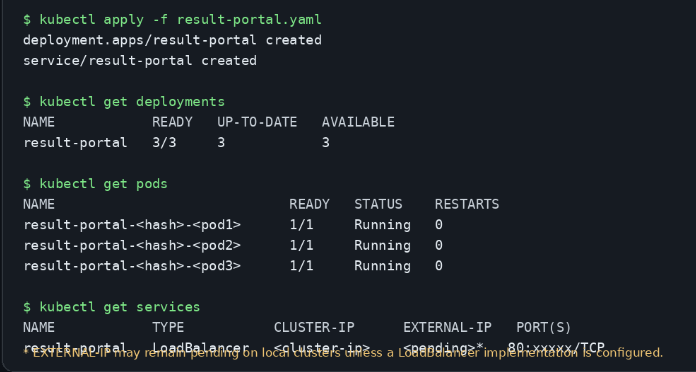 $ kubectl apply -f result-portal.yaml
deployment.apps/result-portal created
service/result-portal created
$ kubectl get deployments
NAME READY UP-TO-DATE AVAILABLE
result-portal 3/3 3 3
$ kubectl get pods
NAME READY STATUS RESTARTS
result-portal-<hash>-<pod1> 1/1 Running 0
result-portal-<hash>-<pod2> 1/1 Running 0
result-portal-<hash>-<pod3> 1/1 Running 0
$ kubectl get services
NAME TYPE CLUSTER-IP EXTERNAL-IP PORT(S)
result-portal LoadBalancer <cluster-ip> <pending>* 80:xxxxx/TCP
* EXTERNAL-IP may remain pending on local clusters unless a LoadBalancer implementation is configured.